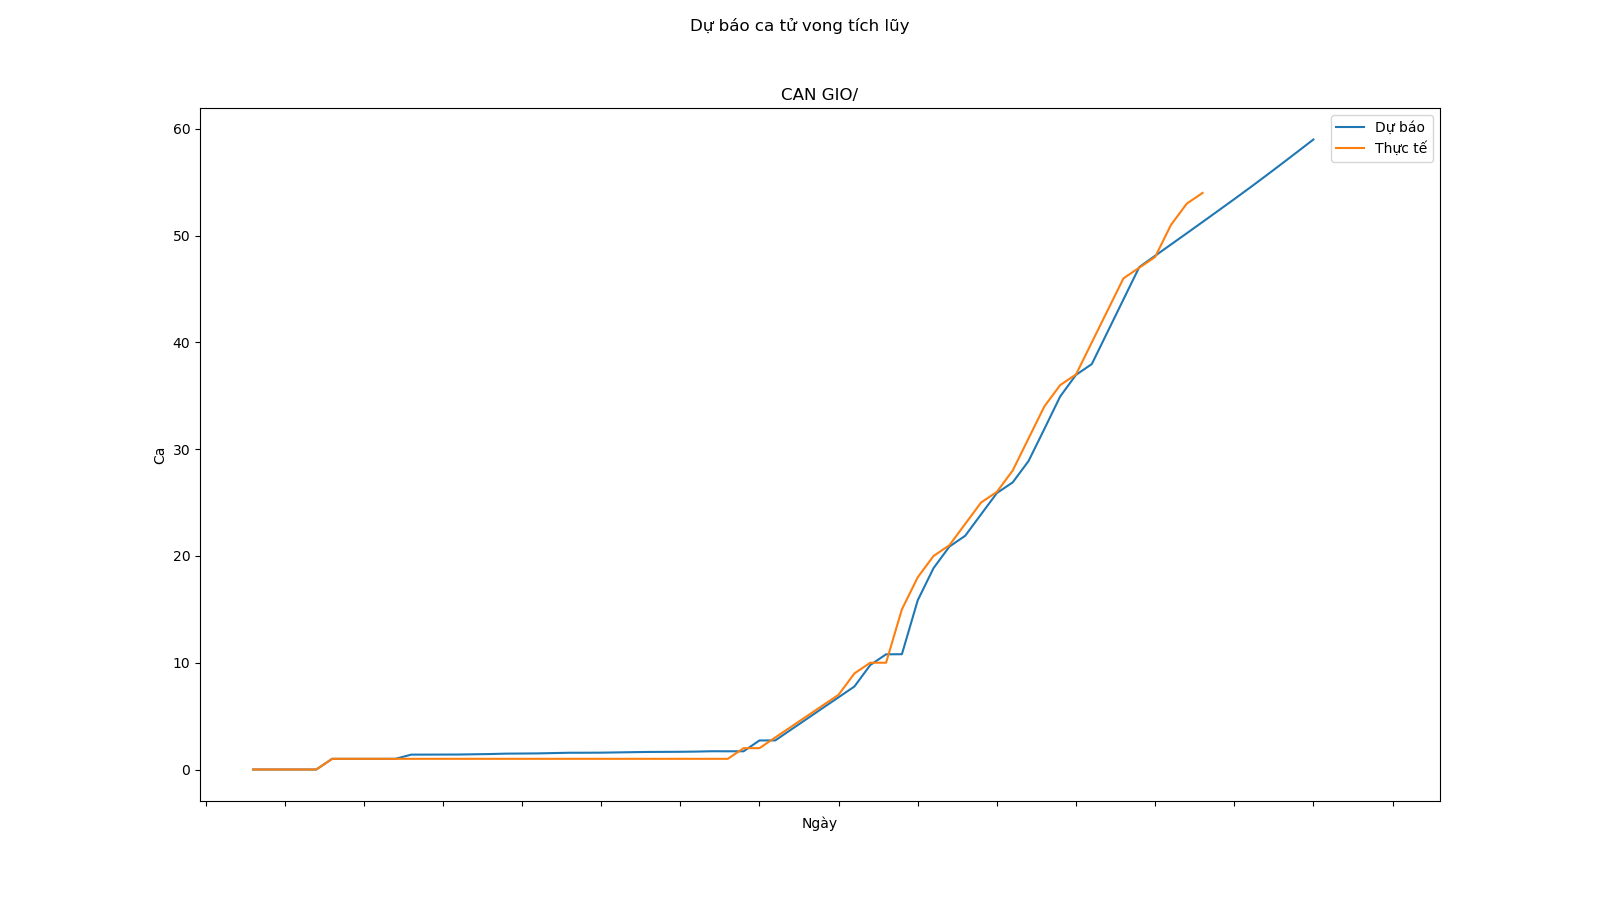 Dự báo ca tử vong tích lũy
CAN GIO/
Dự báo
Thực tế
60
50
40
30
20
10
0
Ca
Ngày